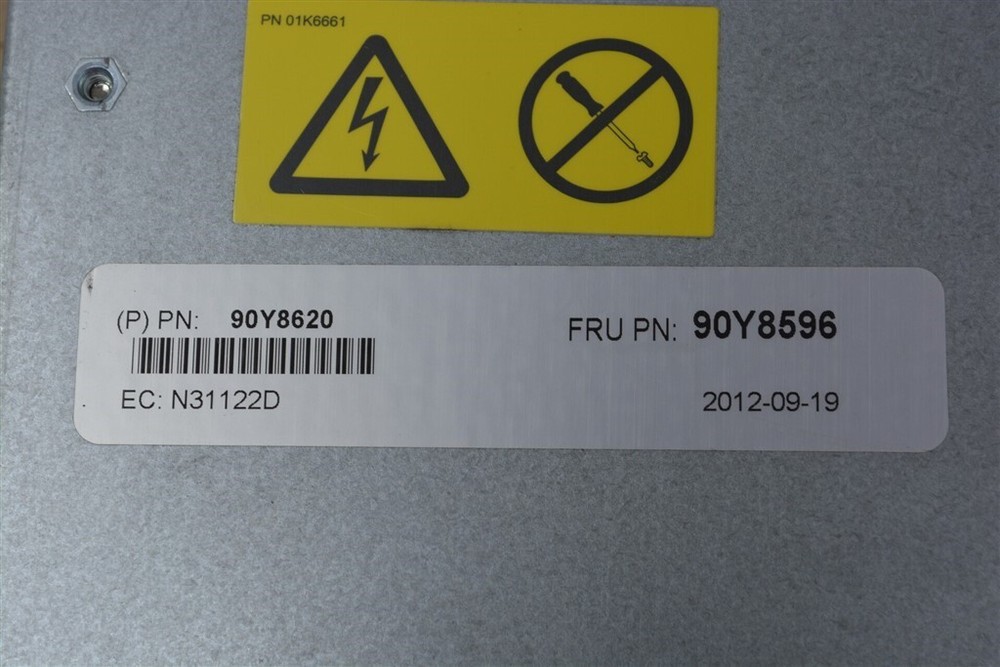 PN 01K6661
(P) PN: 90Y8620
FRU PN: 90Y8596
EC: N31122D
2012-09-19